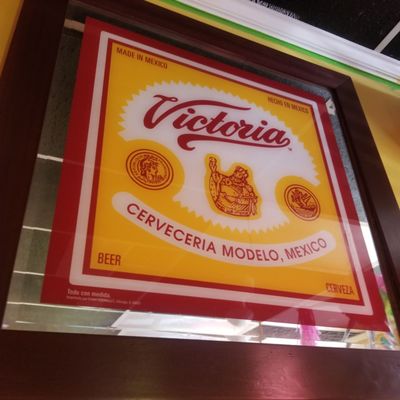 MADE IN MEXICO
HECHO EN MEXICO
Victoria
CERVECERIA MODELO, MEXICO
BEER
CERVEZA
Todo con medida.